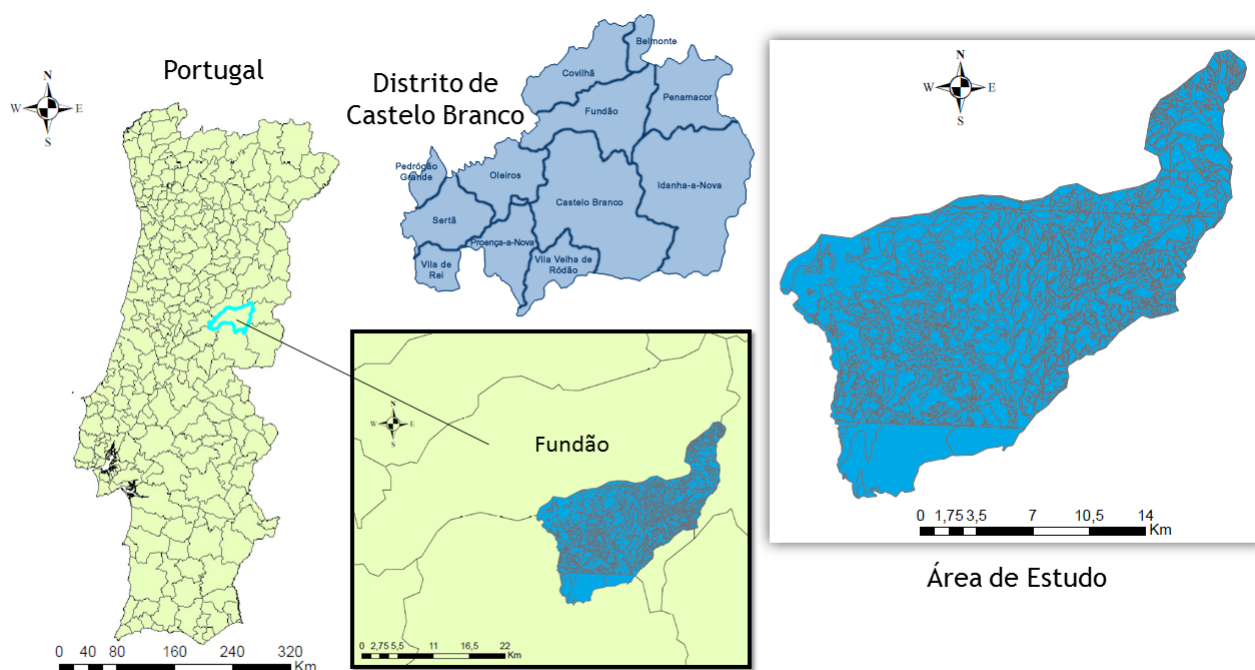 Portugal
N
W
E
S
0 40 80 160 240 320
Km
Distrito de
Castelo Branco
Belmonte
Covilhã
Penamacor
Fundão
Pedrógão
Grande
Oleiros
Idanha-a-Nova
Castelo Branco
Sertã
Proença-a-Nova
Vila de
Rei
Vila Velha de
Ródão
N
W
E
S
Fundão
0 2,75 5,5 11 16,5 22
Km
N
W
E
S
0 1,75 3,5 7 10,5 14
Km
Área de Estudo